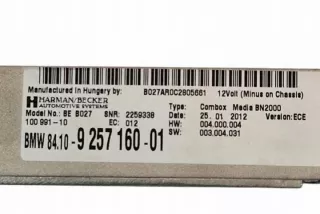 Manufactured in Hungary by: B027AR0C2805661 12Volt (Minus on Chassis)
HARMAN/BECKER Type: Combox Media BN2000
AUTOMOTIVE SYSTEMS
Model No.: BE B027 SNR: 2259339 Date: 25. 01 2012 Version: ECE
100 991-10 EC: 012 HW: 004.000.004
BMW 84.10- 9 257 160 -01 SW: 003.004.031